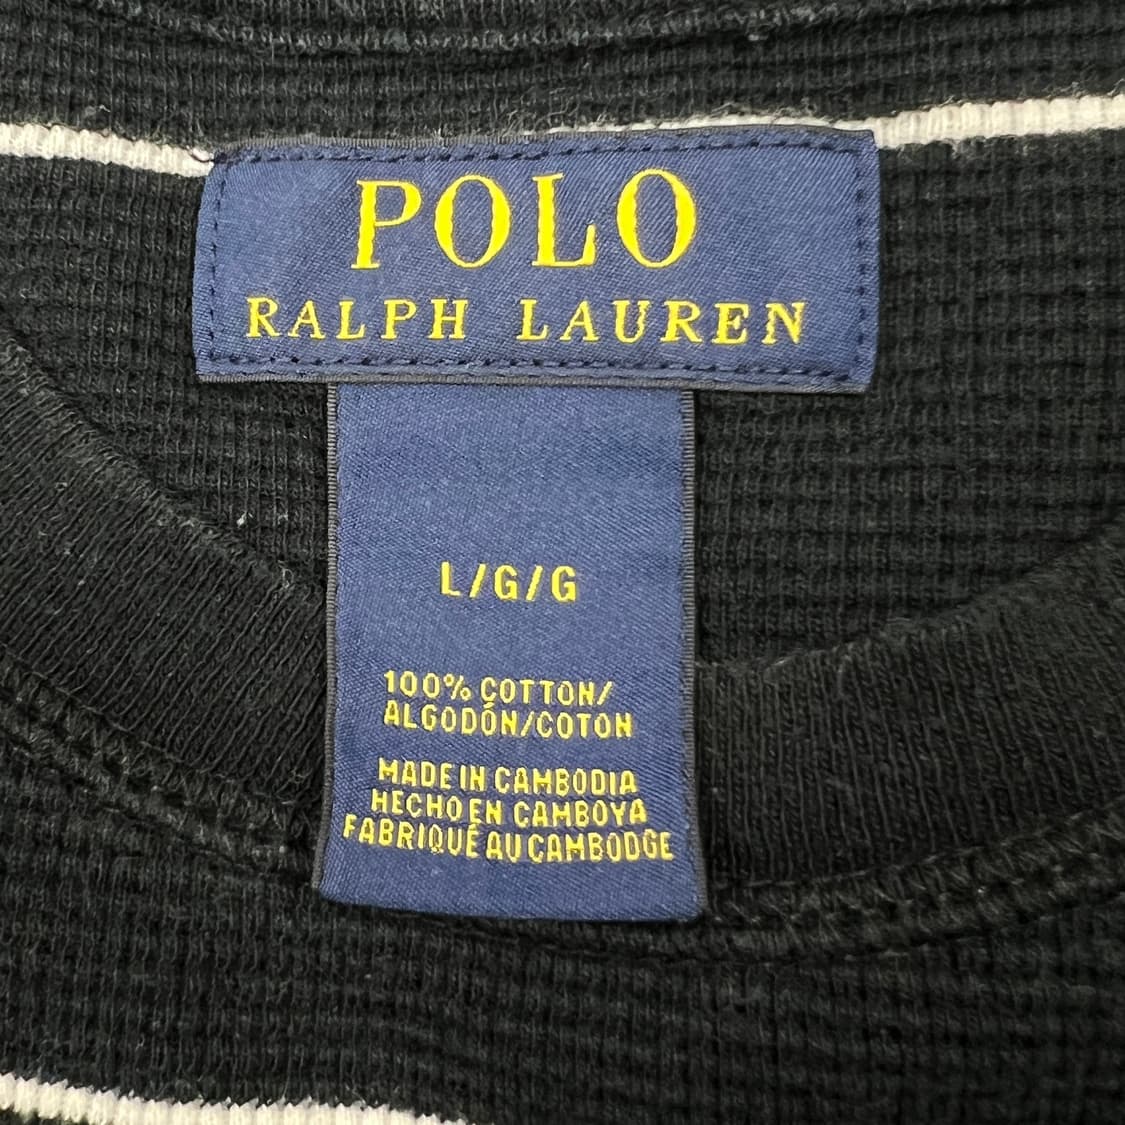 POLO
RALPH LAUREN
L/G/G
100% COTTON/
ALGODÓN/COTON
MADE IN CAMBODIA
HECHO EN CAMBOYA
FABRIQUÉ AU CAMBODGE